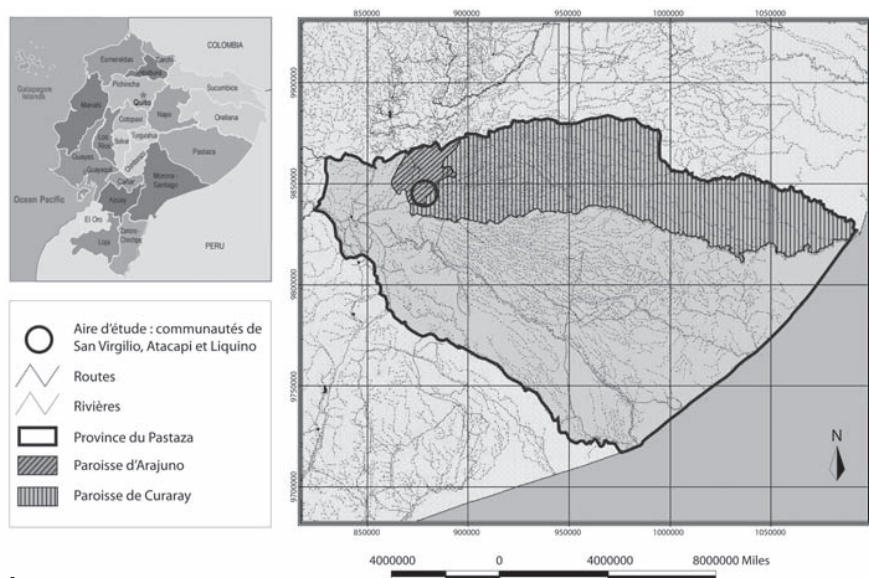 COLOMBIA
Esmeraldas
Carchi
Imbabura
Galapagos
Islands
Pichincha
Sucumbios
Quito
Manabi
Napo
Orellana
Cotopaxi
Los
Rios
Tungurahua
Bolivar
Pastaza
Guayas
Chimborazo
Guayaquil
Morona -
Santiago
Cañar
Ocean Pacific
Azuay
El Oro
Loja
Zamora -
Chinchipe
PERU
Aire d'étude : communautés de
San Virgilio, Atacapi et Liquino
Routes
Rivières
Province du Pastaza
Paroisse d'Arajuno
Paroisse de Curaray
850000 900000 950000 1000000 1050000
9900000
9850000
9800000
9750000
9700000
N
850000 900000 950000 1000000 1050000
4000000 0 4000000 8000000 Miles